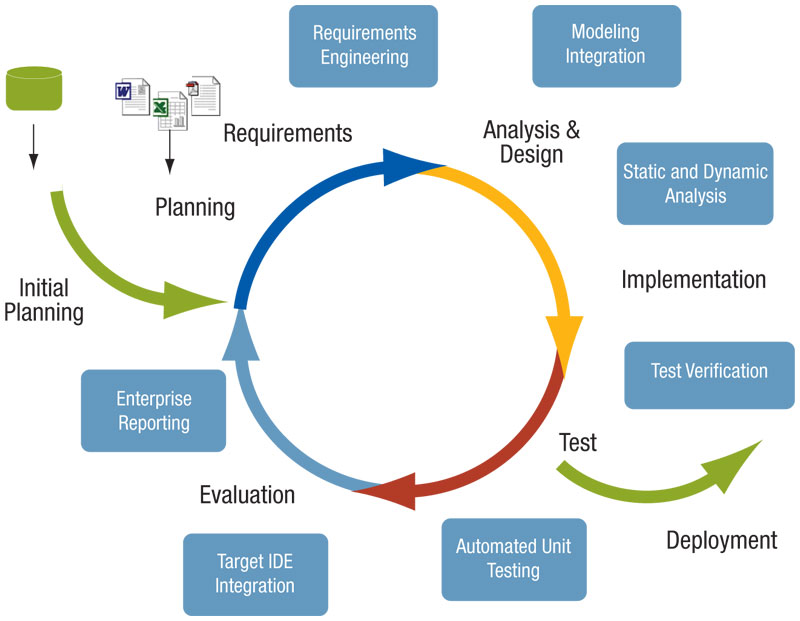 Requirements
Engineering
Modeling
Integration
W
X
Requirements
Analysis &
Design
Static and Dynamic
Analysis
Planning
Implementation
Initial
Planning
Test Verification
Enterprise
Reporting
Test
Evaluation
Deployment
Target IDE
Integration
Automated Unit
Testing